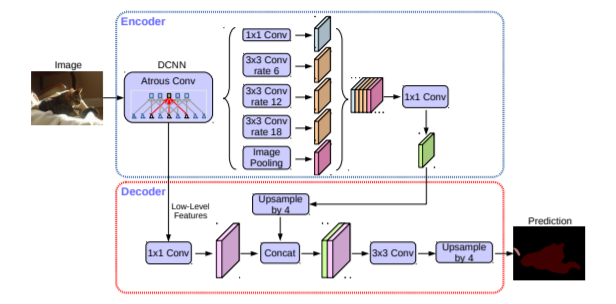 Encoder
Image
DCNN
Atrous Conv
1x1 Conv
3x3 Conv
rate 6
3x3 Conv
rate 12
3x3 Conv
rate 18
Image
Pooling
1x1 Conv
Decoder
Low-Level
Features
Upsample
by 4
1x1 Conv
Concat
3x3 Conv
Upsample
by 4
Prediction